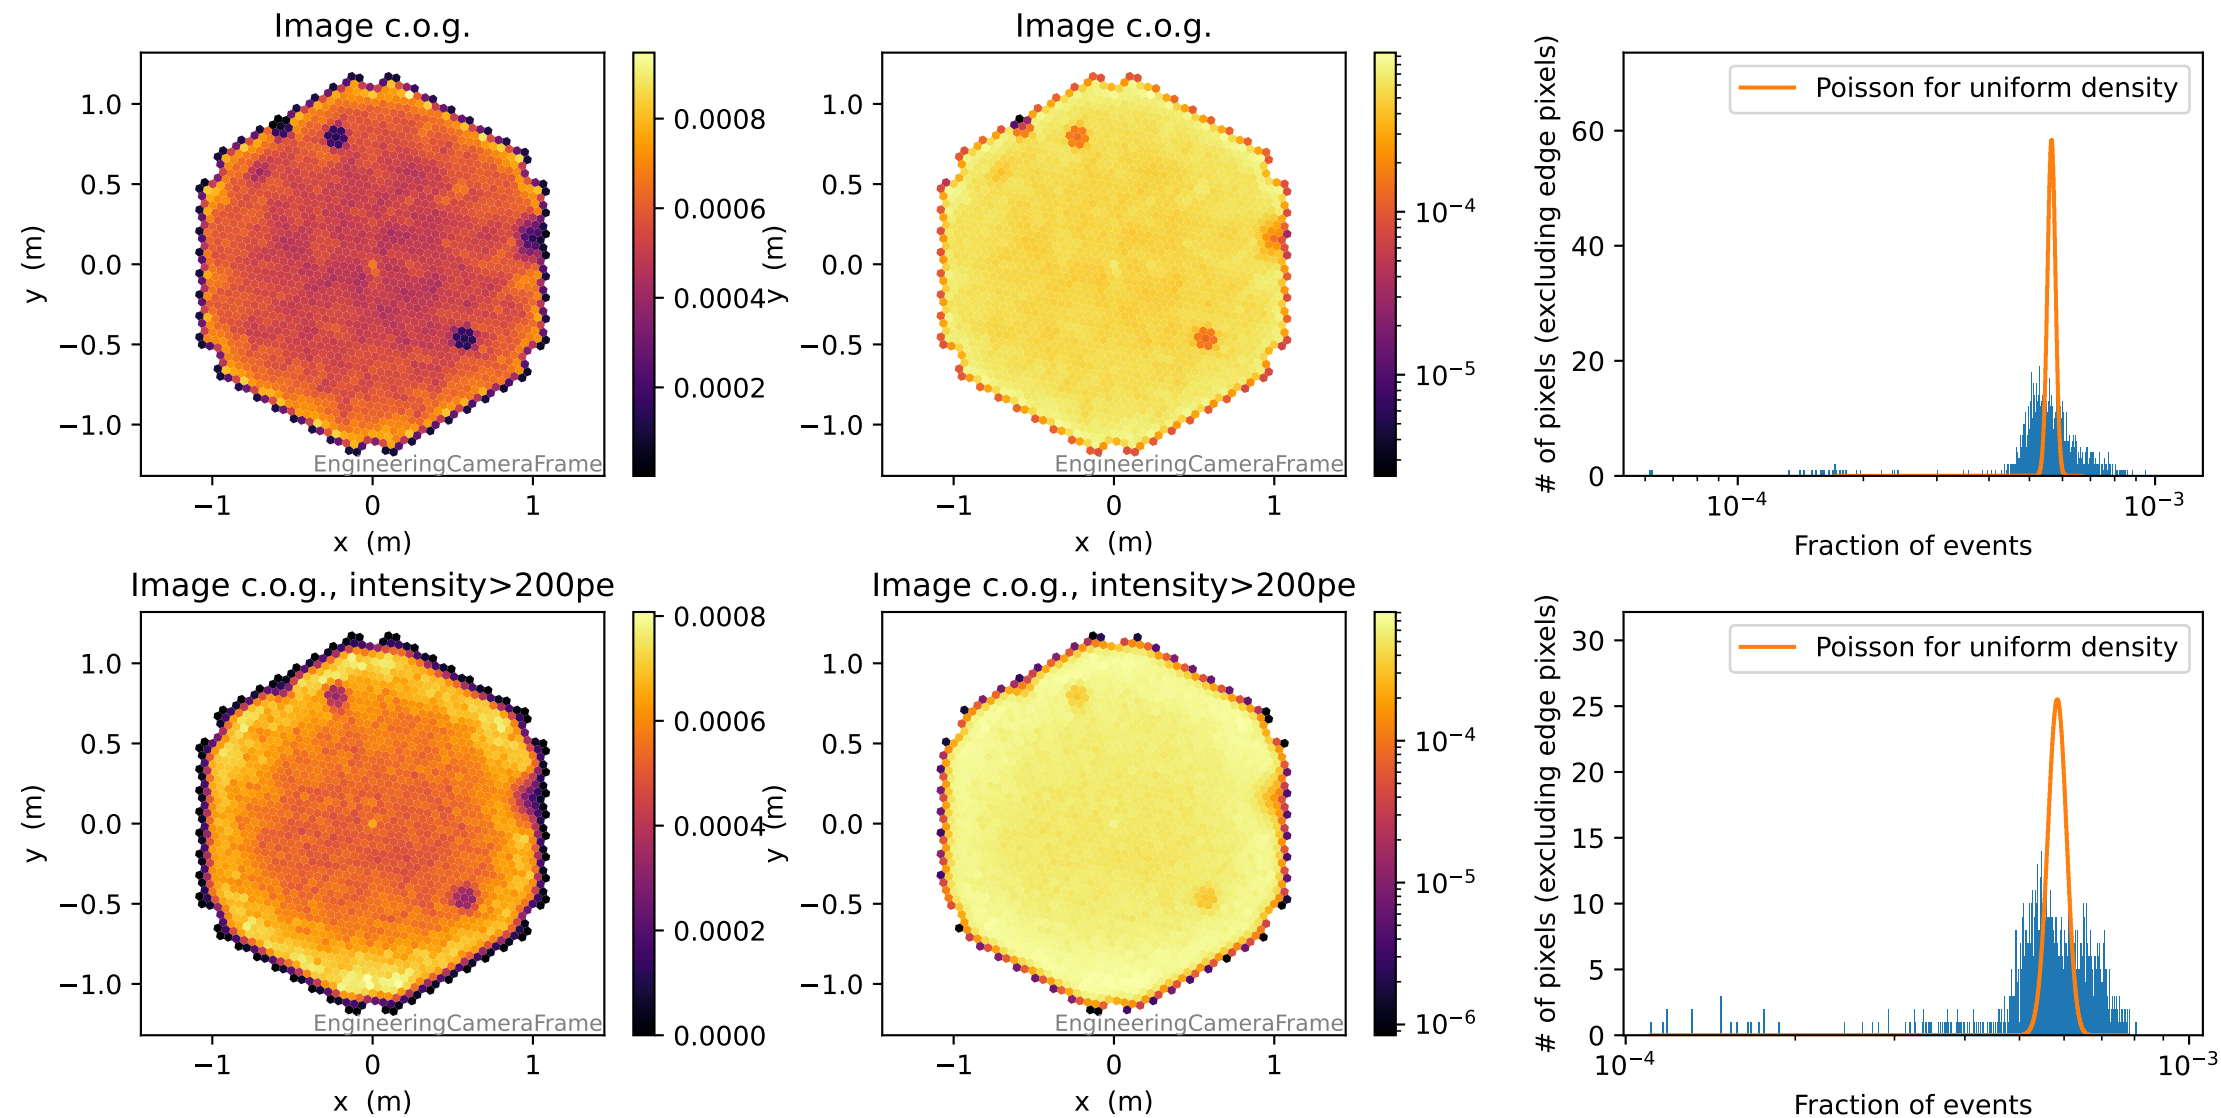 Image c.o.g.
y (m)
1.0
0.5
0.0
−0.5
−1.0
−1
0
1
x (m)
EngineeringCameraFrame
0.0008
0.0006
0.0004
0.0002
Image c.o.g.
y (m)
1.0
0.5
0.0
−0.5
−1.0
−1
0
1
x (m)
EngineeringCameraFrame
10⁻⁴
10⁻⁵
# of pixels (excluding edge pixels)
60
40
20
0
Poisson for uniform density
10⁻⁴
10⁻³
Fraction of events
Image c.o.g., intensity>200pe
y (m)
1.0
0.5
0.0
−0.5
−1.0
−1
0
1
x (m)
EngineeringCameraFrame
0.0008
0.0006
0.0004
0.0002
0.0000
Image c.o.g., intensity>200pe
y (m)
1.0
0.5
0.0
−0.5
−1.0
−1
0
1
x (m)
EngineeringCameraFrame
10⁻⁴
10⁻⁵
10⁻⁶
# of pixels (excluding edge pixels)
30
25
20
15
10
5
0
Poisson for uniform density
10⁻⁴
10⁻³
Fraction of events